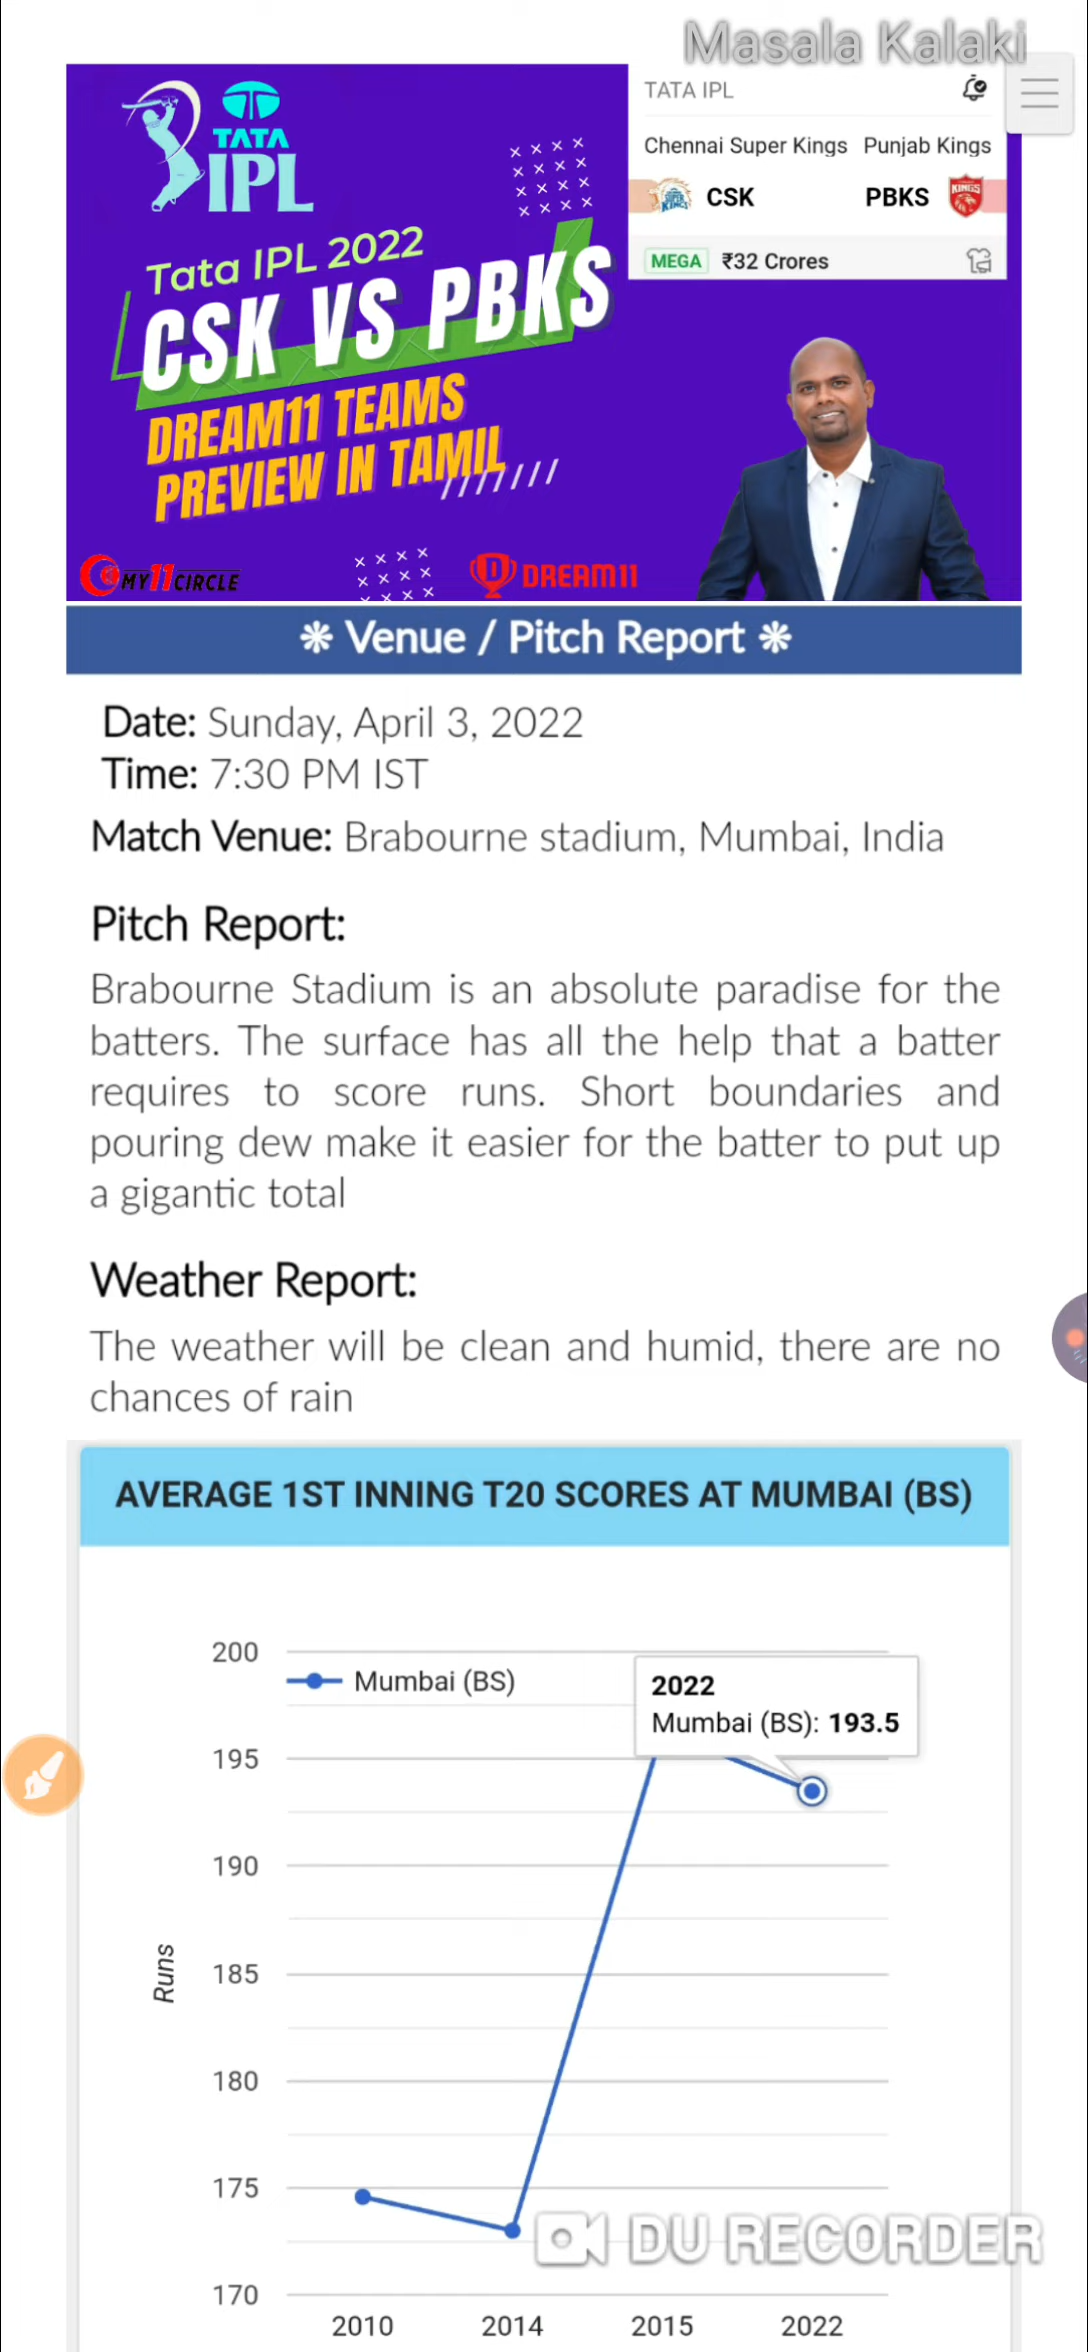 Masala Kalaki
TATA IPL
Chennai Super Kings Punjab Kings
CSK PBKS
MEGA ₹32 Crores
TATA
IPL
Tata IPL 2022
CSK VS PBKS
DREAM11 TEAMS
PREVIEW IN TAMIL
MY11CIRCLE
DREAM11
Venue / Pitch Report
Date: Sunday, April 3, 2022
Time: 7:30 PM IST
Match Venue: Brabourne stadium, Mumbai, India
Pitch Report:
Brabourne Stadium is an absolute paradise for the
batters. The surface has all the help that a batter
requires to score runs. Short boundaries and
pouring dew make it easier for the batter to put up
a gigantic total
Weather Report:
The weather will be clean and humid, there are no
chances of rain
AVERAGE 1ST INNING T20 SCORES AT MUMBAI (BS)
200
Mumbai (BS)
2022
Mumbai (BS): 193.5
195
190
Runs
185
180
175
DU RECORDER
170
2010 2014 2015 2022